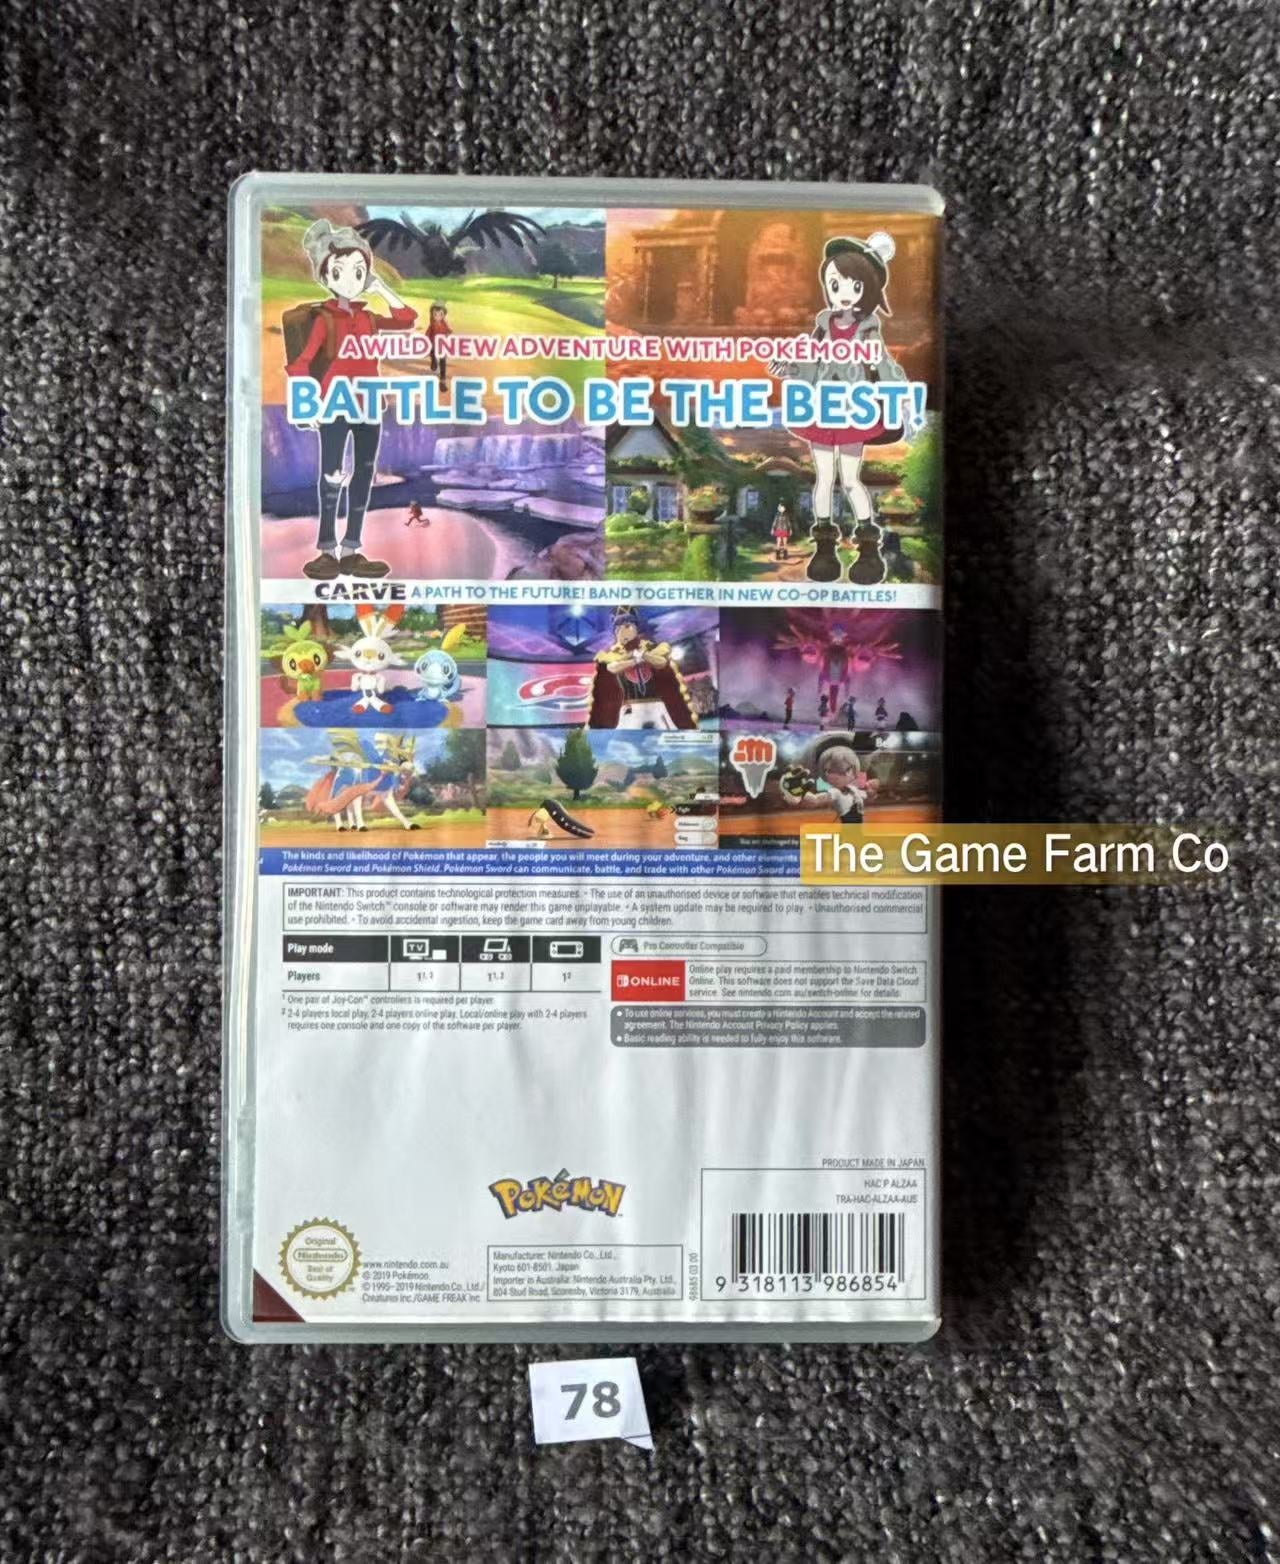 A WILD NEW ADVENTURE WITH POKÉMON!
BATTLE TO BE THE BEST!
CARVE A PATH TO THE FUTURE! BAND TOGETHER IN NEW CO-OP BATTLES!
The kinds and likelihood of Pokémon that appear, the people you will meet during your adventure, and other elements
Pokémon Sword and Pokémon Shield. Pokémon Sword can communicate, battle, and trade with other Pokémon Sword and
The Game Farm Co
IMPORTANT: This product contains technological protection measures. • The use of an unauthorised device or software that enables technical modification
of the Nintendo Switch™ console or software may render this game unplayable. • A system update may be required to play. • Unauthorised commercial
use prohibited. • To avoid accidental ingestion, keep the game card away from young children.
Play mode TV
Players 1¹,² 1¹,² 1²
¹ One pair of Joy-Con™ controllers is required per player.
² 2-4 players local play, 2-4 players online play. Local/online play with 2-4 players
requires one console and one copy of the software per player.
Pro Controller Compatible
ONLINE
Online play requires a paid membership to Nintendo Switch
Online. This software does not support the Save Data Cloud
service. See nintendo.com.au/switch-online for details.
• To use online services, you must create a Nintendo Account and accept the related
agreement. The Nintendo Account Privacy Policy applies.
• Basic reading ability is needed to fully enjoy this software.
PRODUCT MADE IN JAPAN
HAC P ALZAA
TRA-HAC-ALZAA-AUS
9 318113 986854
98685 03 00
POKéMON
Original
Nintendo
Seal of
Quality
www.nintendo.com.au
© 2019 Pokémon.
© 1995–2019 Nintendo Co., Ltd./
Creatures Inc./GAME FREAK inc.
Manufacturer: Nintendo Co., Ltd.,
Kyoto 601-8501, Japan
Importer in Australia: Nintendo Australia Pty. Ltd.,
804 Stud Road, Scoresby, Victoria 3179, Australia
78